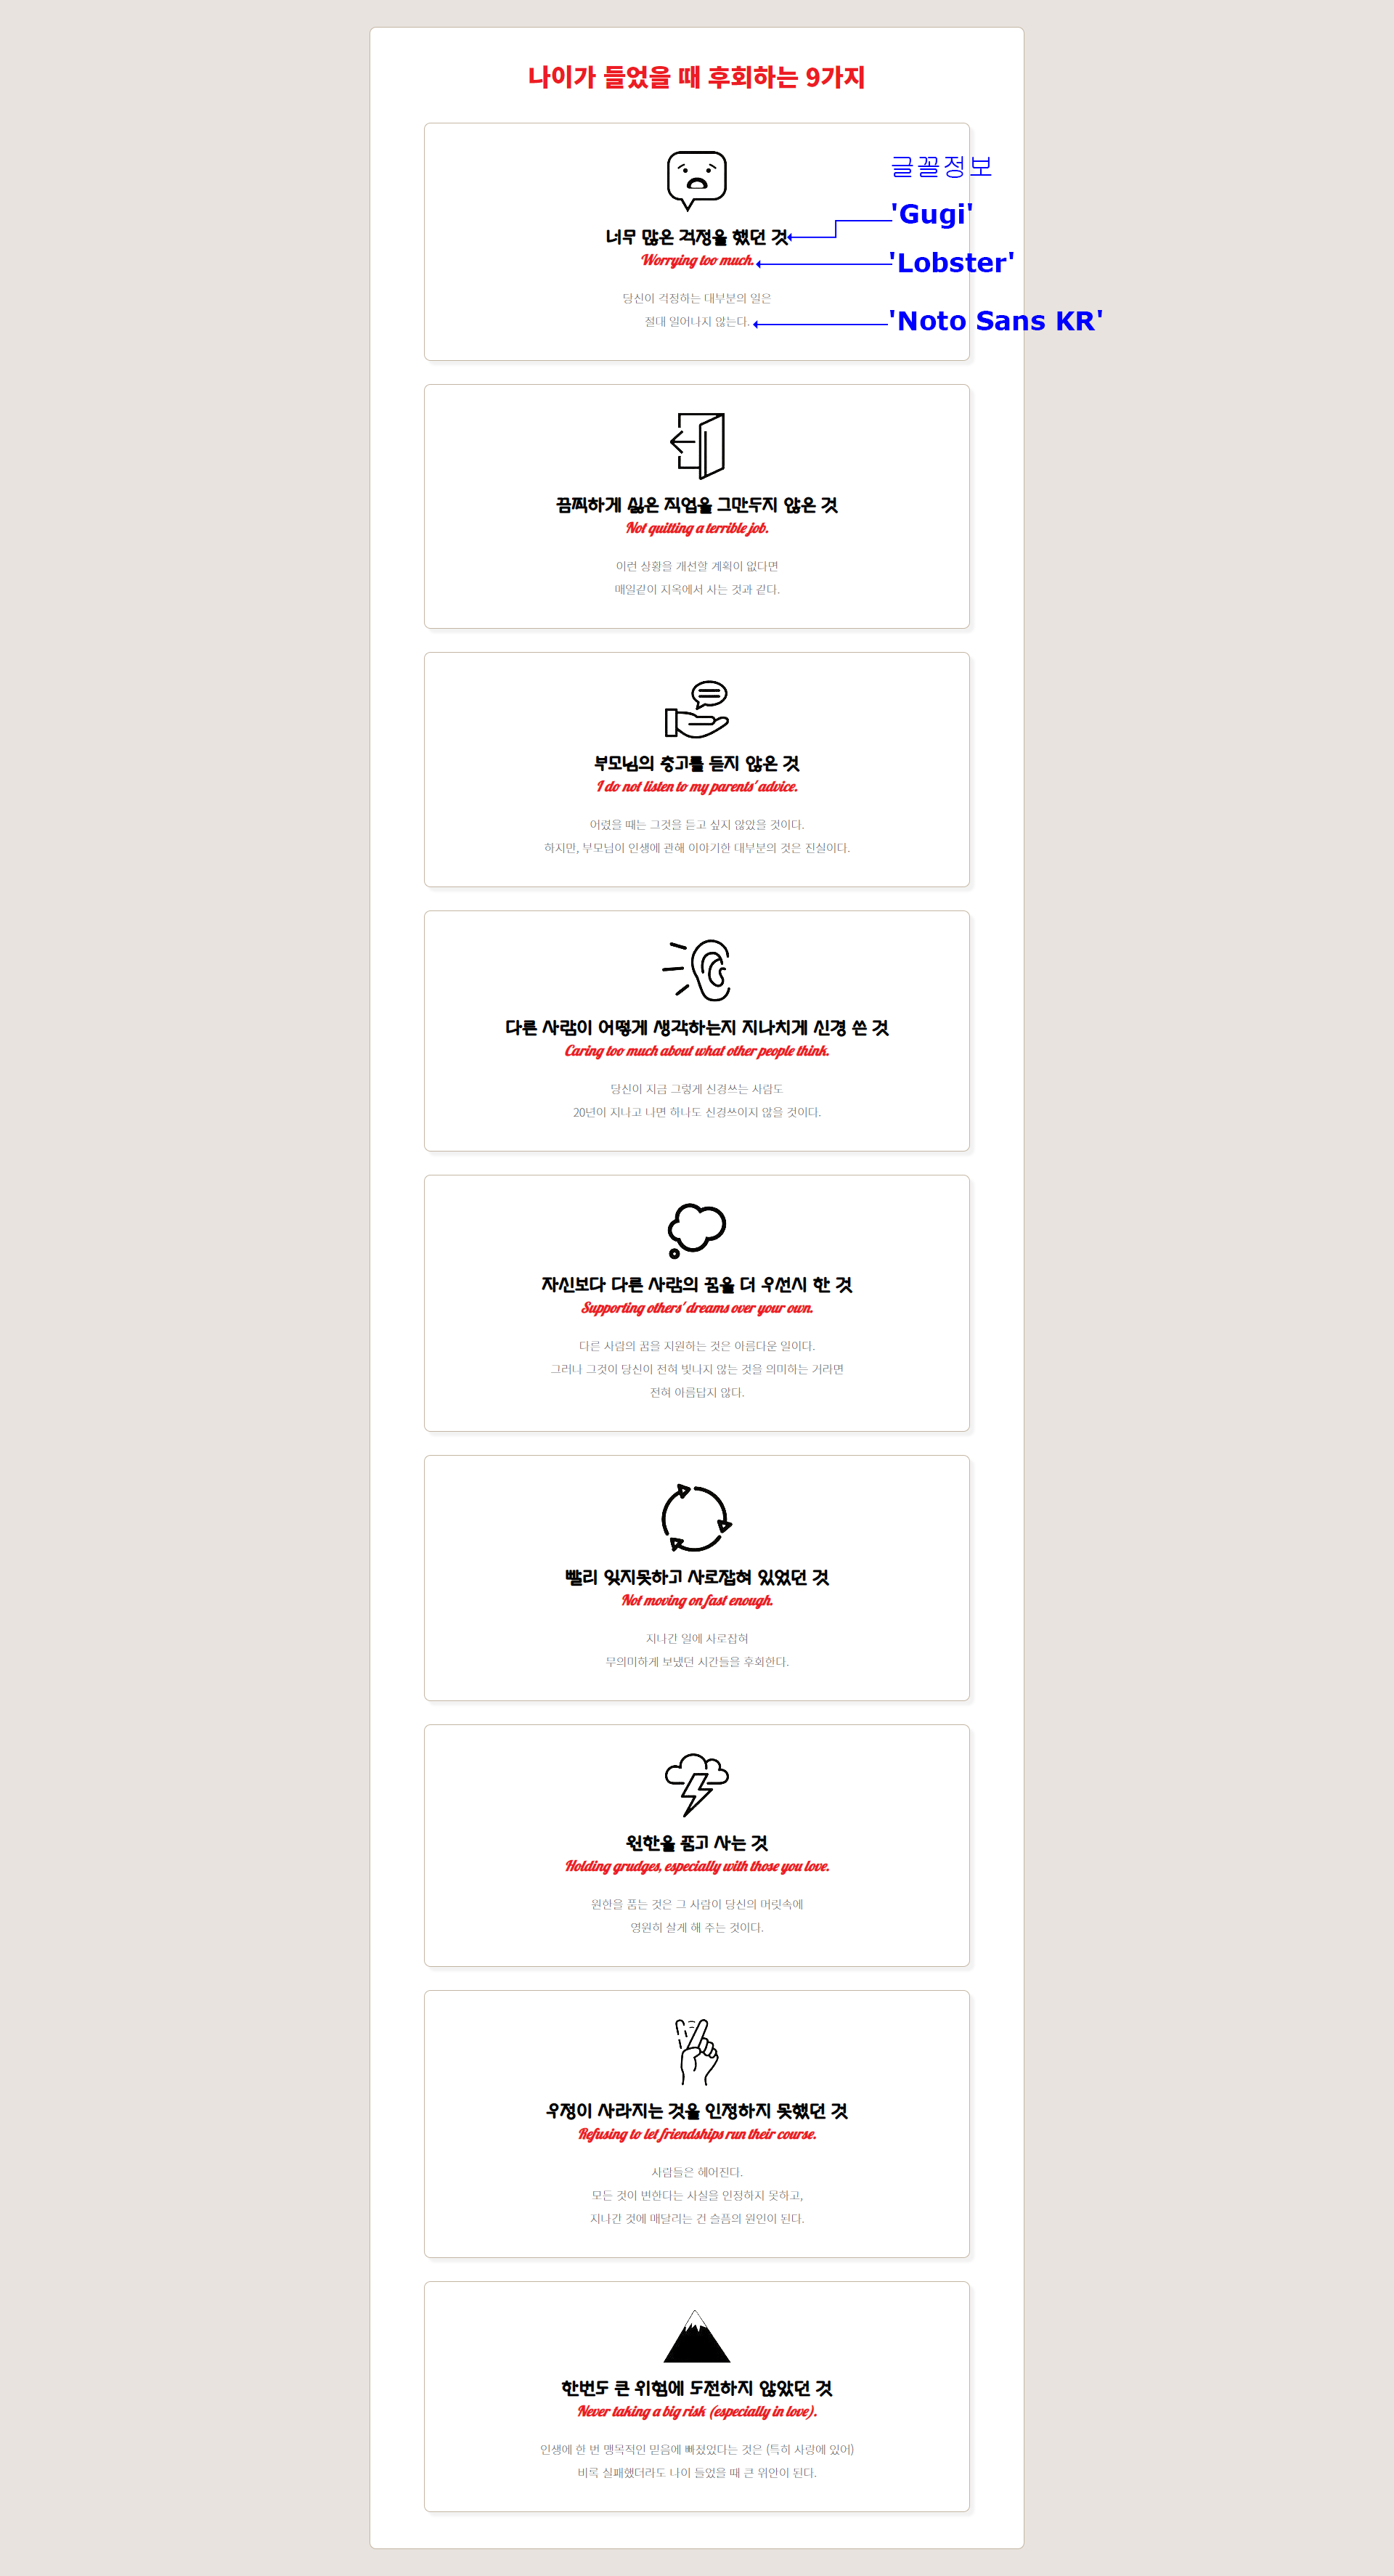 나이가 들었을 때 후회하는 9가지
글꼴정보
'Gugi'
너무 많은 걱정을 했던 것
'Lobster'
Worrying too much.
당신이 걱정하는 대부분의 일은
절대 일어나지 않는다.
'Noto Sans KR'
끔찍하게 싫은 직업을 그만두지 않은 것
Not quitting a terrible job.
이런 상황을 개선할 계획이 없다면
매일같이 지옥에서 사는 것과 같다.
부모님의 충고를 듣지 않은 것
I do not listen to my parents' advice.
어렸을 때는 그것을 듣고 싶지 않았을 것이다.
하지만, 부모님이 인생에 관해 이야기한 대부분의 것은 진실이다.
다른 사람이 어떻게 생각하는지 지나치게 신경 쓴 것
Caring too much about what other people think.
당신이 지금 그렇게 신경쓰는 사람도
20년이 지나고 나면 하나도 신경쓰이지 않을 것이다.
자신보다 다른 사람의 꿈을 더 우선시 한 것
Supporting others' dreams over your own.
다른 사람의 꿈을 지원하는 것은 아름다운 일이다.
그러나 그것이 당신이 전혀 빛나지 않는 것을 의미하는 거라면
전혀 아름답지 않다.
빨리 잊지못하고 사로잡혀 있었던 것
Not moving on fast enough.
지나간 일에 사로잡혀
무의미하게 보냈던 시간들을 후회한다.
원한을 품고 사는 것
Holding grudges, especially with those you love.
원한을 품는 것은 그 사람이 당신의 머릿속에
영원히 살게 해 주는 것이다.
우정이 사라지는 것을 인정하지 못했던 것
Refusing to let friendships run their course.
사람들은 헤어진다.
모든 것이 변한다는 사실을 인정하지 못하고,
지나간 것에 매달리는 건 슬픔의 원인이 된다.
한번도 큰 위험에 도전하지 않았던 것
Never taking a big risk (especially in love).
인생에 한 번 맹목적인 믿음에 빠졌었다는 것은 (특히 사랑에 있어)
비록 실패했더라도 나이 들었을 때 큰 위안이 된다.